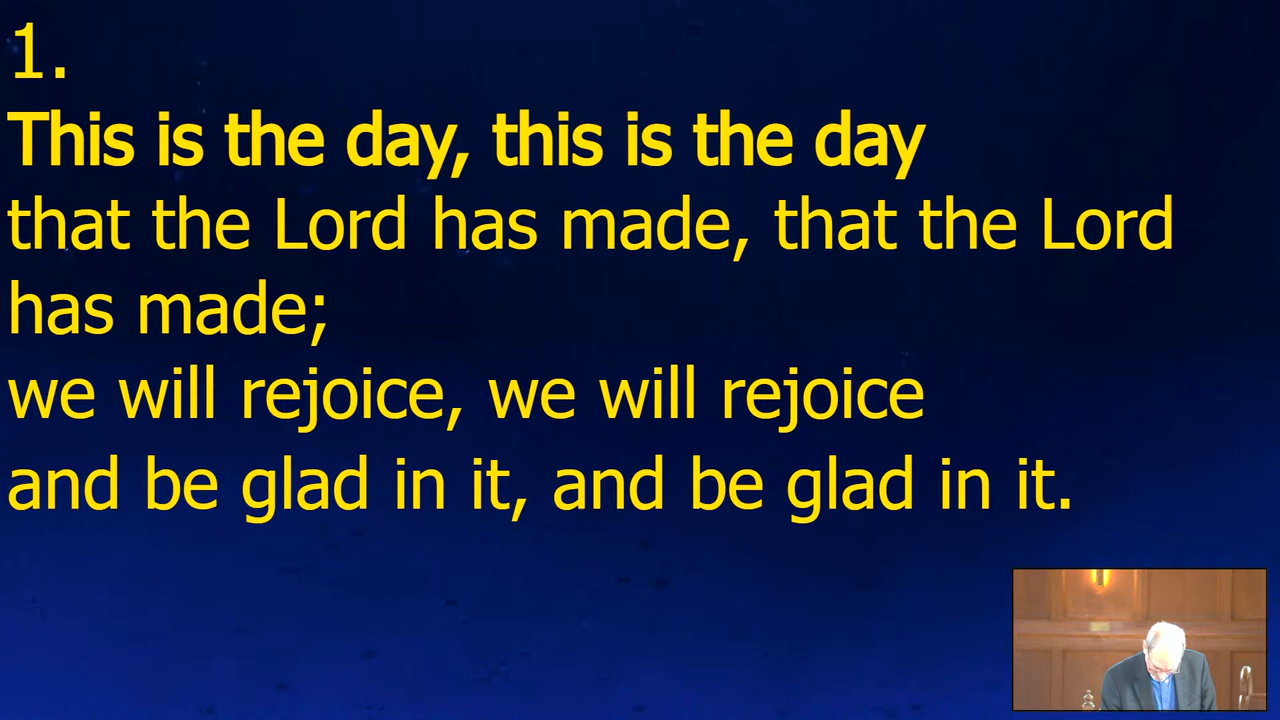 1.
This is the day, this is the day
that the Lord has made, that the Lord
has made;
we will rejoice, we will rejoice
and be glad in it, and be glad in it.